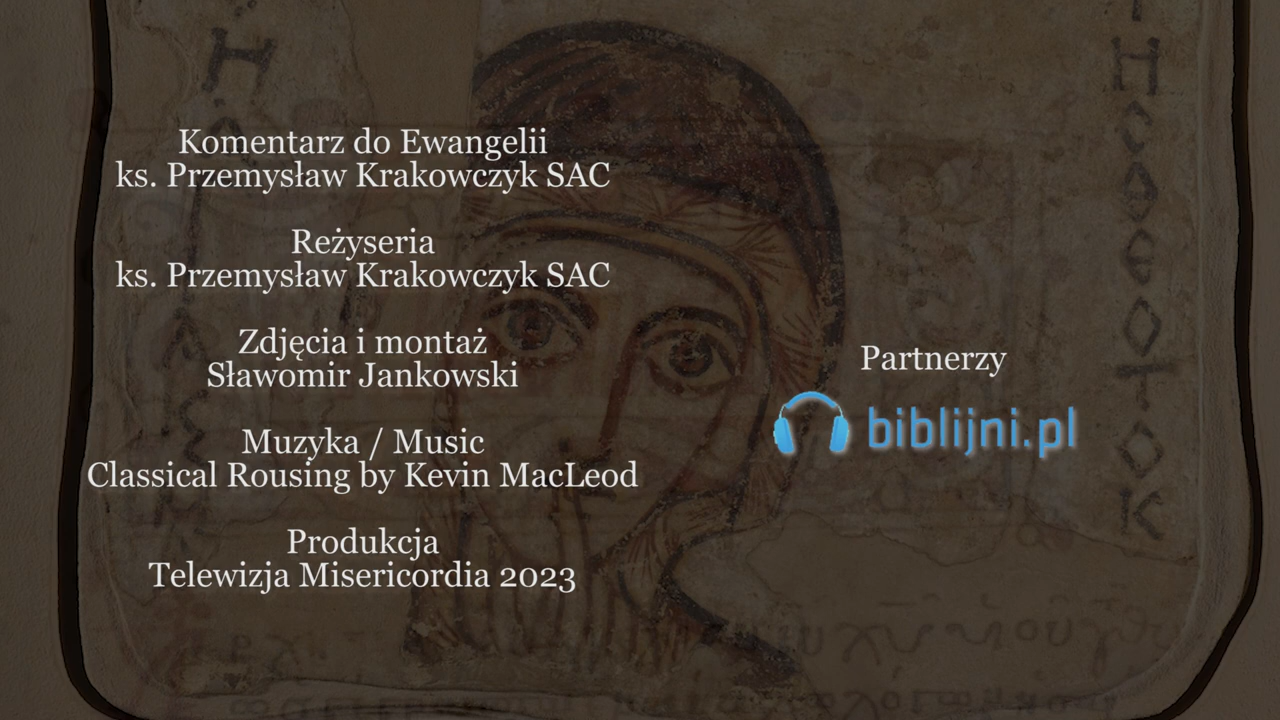 Komentarz do Ewangelii
ks. Przemysław Krakowczyk SAC
Reżyseria
ks. Przemysław Krakowczyk SAC
Zdjęcia i montaż
Sławomir Jankowski
Muzyka / Music
Classical Rousing by Kevin MacLeod
Produkcja
Telewizja Misericordia 2023
Partnerzy
biblijni.pl